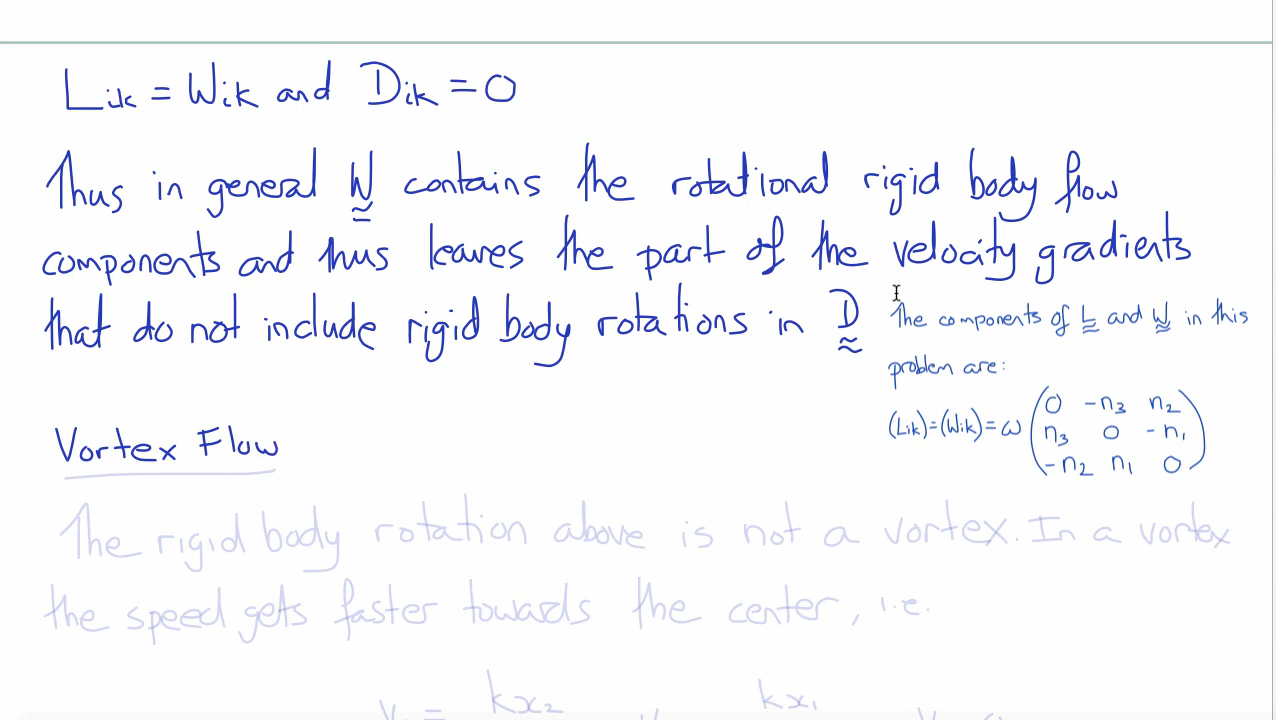 Lik = Wik and Dik = 0
Thus in general W contains the rotational rigid body flow
components and thus leaves the part of the velocity gradients
that do not include rigid body rotations in D
The components of L and W in this
problem are:
(Lik)=(Wik)= ω
0 -n3 n2
n3 0 -n1
-n2 n1 0
Vortex Flow
The rigid body rotation above is not a vortex. In a vortex
the speed gets faster towards the center, i.e.
kx2 kx1